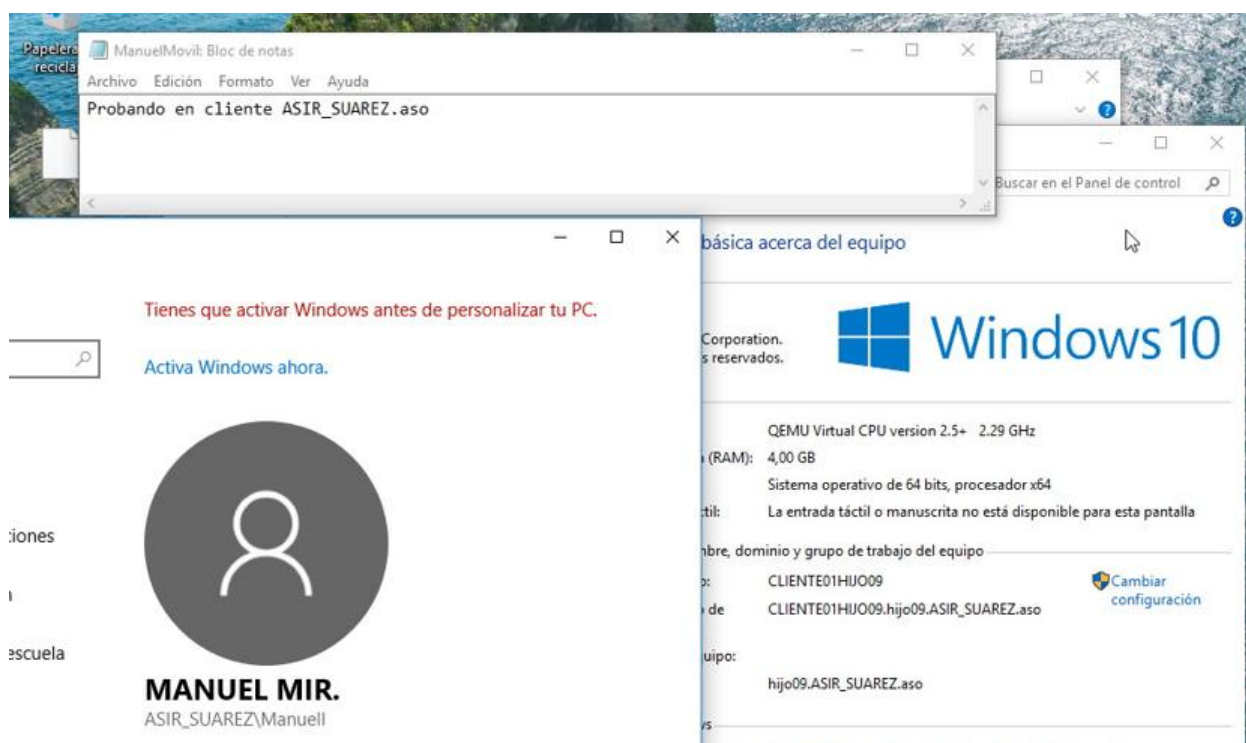 Papelera
recicla
ManuelMovil: Bloc de notas
Archivo Edición Formato Ver Ayuda
Probando en cliente ASIR_SUAREZ.aso
Buscar en el Panel de control
básica acerca del equipo
Tienes que activar Windows antes de personalizar tu PC.
Activa Windows ahora.
Corporation.
s reservados.
Windows 10
QEMU Virtual CPU version 2.5+ 2.29 GHz
(RAM): 4,00 GB
Sistema operativo de 64 bits, procesador x64
til: La entrada táctil o manuscrita no está disponible para esta pantalla
ciones
mbre, dominio y grupo de trabajo del equipo
o: CLIENTE01HIJO09
Cambiar
configuración
de CLIENTE01HIJO09.hijo09.ASIR_SUAREZ.aso
escuela
uipo:
hijo09.ASIR_SUAREZ.aso
MANUEL MIR.
ASIR_SUAREZ\Manuell